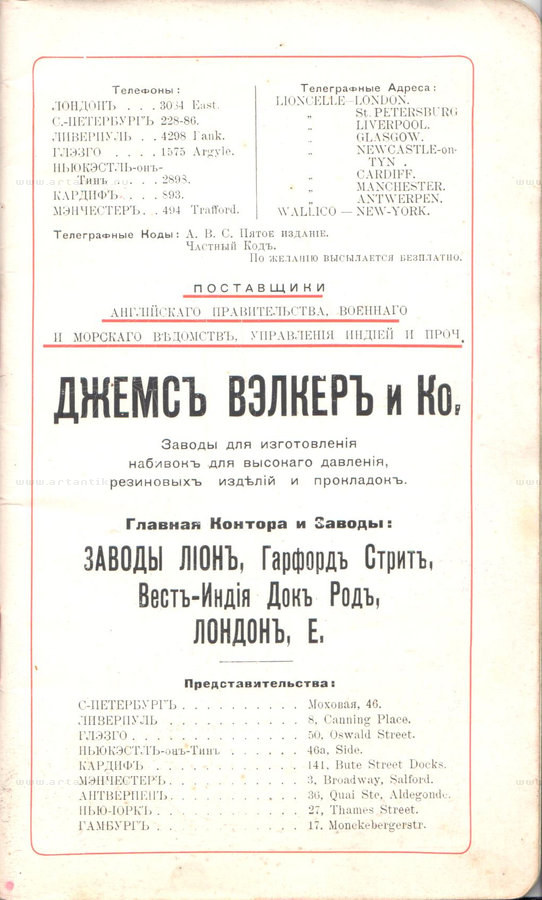 Телефоны:
ЛОНДОНЪ . . . 3034 East.
С.-ПЕТЕРБУРГЪ 228-86.
ЛИВЕРПУЛЬ . . 4298 Bank.
ГЛЭЗГО . . . . 1575 Argyle.
НЬЮКЭСТЛЬ-онъ-
Тинъ . . . . . 2898.
КАРДИФЪ . . . 893.
МЭНЧЕСТЕРЪ. . 494 Trafford.
Телеграфные Адреса:
LIONCELLE—LONDON.
„ St. PETERSBURG
„ LIVERPOOL.
„ GLASGOW.
„ NEWCASTLE-on-
TYN .
„ CARDIFF.
„ MANCHESTER.
„ ANTWERPEN.
WALLICO — NEW-YORK.
Телеграфные Коды: А. В. С. Пятое издание.
Частный Кодъ.
По желанію высылается безплатно.
ПОСТАВЩИКИ
АНГЛІЙСКАГО ПРАВИТЕЛЬСТВА, ВОЕННАГО
И МОРСКАГО ВѢДОМСТВЪ, УПРАВЛЕНІЯ ИНДІЕЙ И ПРОЧ.
ДЖЕМСЪ ВЭЛКЕРЪ и Ко.
Заводы для изготовленія
набивокъ для высокаго давленія,
резиновыхъ издѣлій и прокладокъ.
Главная Контора и Заводы:
ЗАВОДЫ ЛІОНЪ, Гарфордъ Стритъ,
Вестъ-Индія Докъ Родъ,
ЛОНДОНЪ, Е.
Представительства:
С-ПЕТЕРБУРГЪ . . . . . . . . . . Моховая, 46.
ЛИВЕРПУЛЬ . . . . . . . . . . . 8, Canning Place.
ГЛЭЗГО . . . . . . . . . . . . . 50, Oswald Street.
НЬЮКЭСТЛЬ-онъ-Тинъ . . . . . . 46a, Side.
КАРДИФЪ . . . . . . . . . . . . 141, Bute Street Docks.
МЭНЧЕСТЕРЪ. . . . . . . . . . . 3, Broadway, Salford.
АНТВЕРПЕНЪ. . . . . . . . . . . 36, Quai Ste, Aldegonde.
НЬЮ-ІОРКЪ. . . . . . . . . . . . 27, Thames Street.
ГАМБУРГЪ . . . . . . . . . . . . 17, Monckebergerstr.